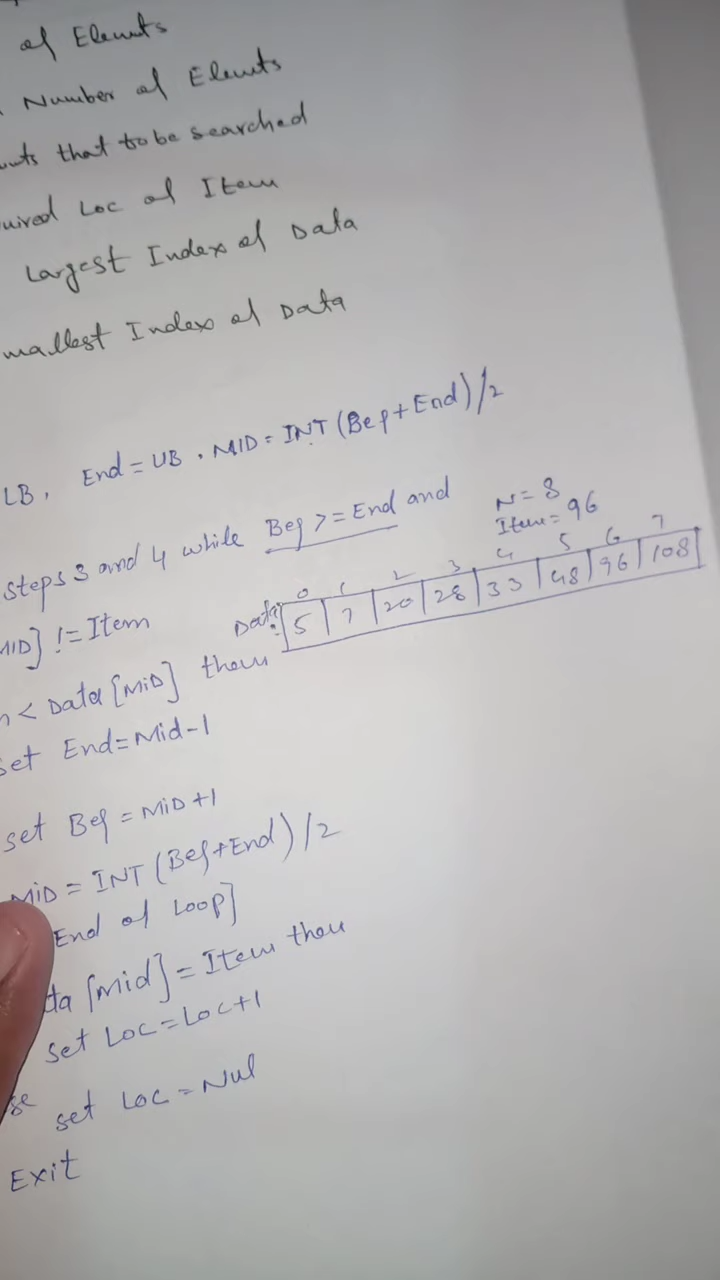 of Elements
Number of Elements
that to be searched
Loc of Item
Largest Index of Data
mallest Index of Data
LB, End = UB . MID = INT (Beg + End)/2
steps 3 and 4 while Beg >= End and
N = 8
Item = 96
0 1 2 3 4 5 6 7
Data: 5 7 20 28 33 48 96 108
MID] != Item
< Data [MID] then
set End = Mid-1
set Beg = MID +1
MID = INT (Beg+End)/2
End of Loop]
ta [mid] = Item then
set Loc = Loc+1
se
set Loc = Nul
Exit